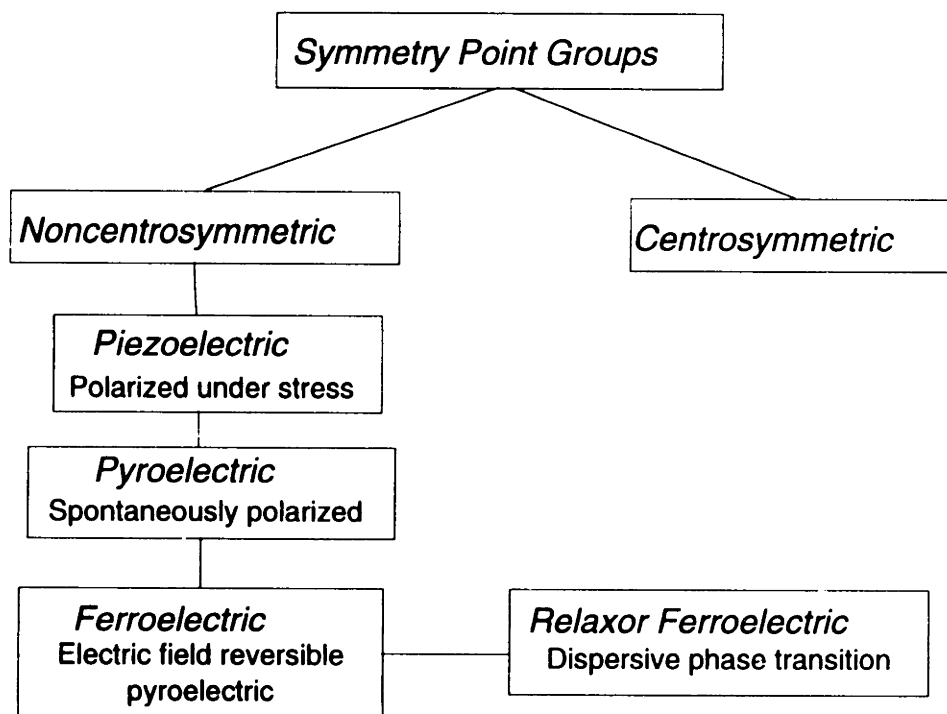 Symmetry Point Groups
Noncentrosymmetric
Centrosymmetric
Piezoelectric
Polarized under stress
Pyroelectric
Spontaneously polarized
Ferroelectric
Electric field reversible
pyroelectric
Relaxor Ferroelectric
Dispersive phase transition